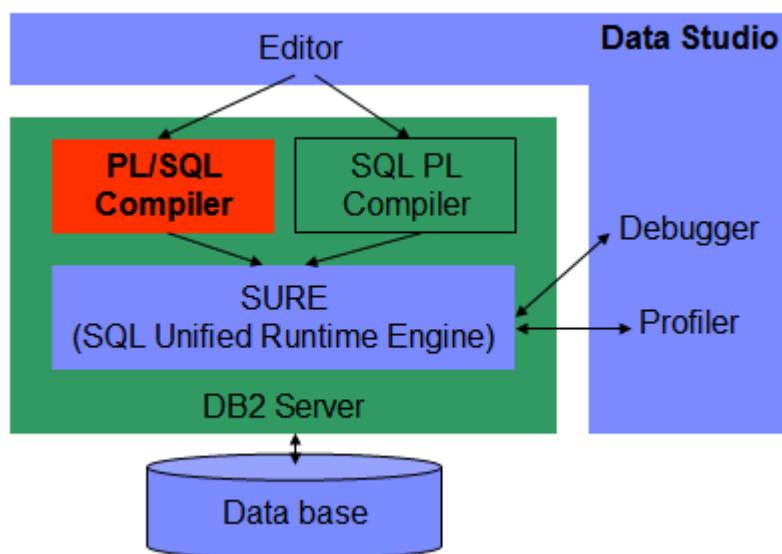 Data Studio
Editor
PL/SQL
Compiler
SQL PL
Compiler
Debugger
SURE
(SQL Unified Runtime Engine)
Profiler
DB2 Server
Data base